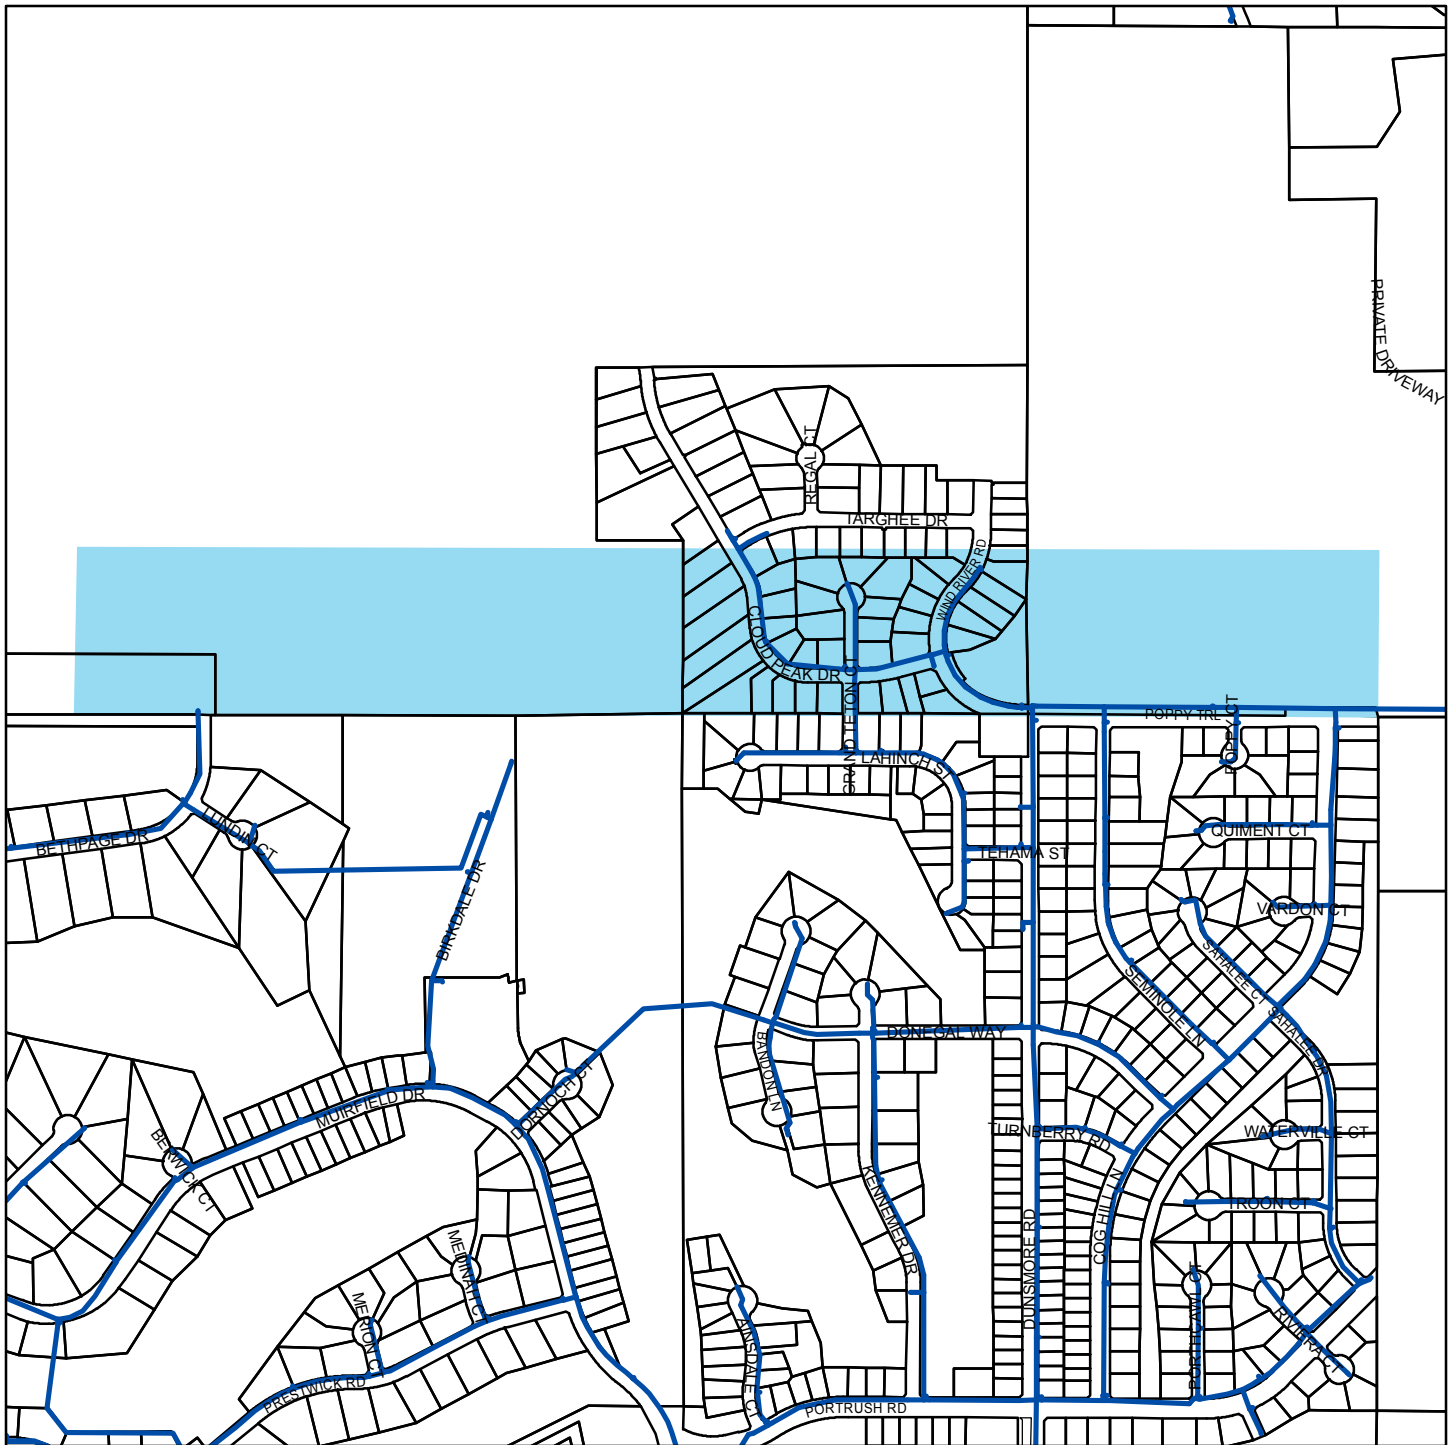 PRIVATE DRIVEWAY
REGAL CT
TARGHEE DR
WIND RIVER RD
CLOUD PEAK DR
GRAND TETON CT
POPPY TRL
POPPY CT
LAHINCH ST
BETHPAGE DR
LUNDIN CT
QUIMENT CT
TEHAMA ST
BIRKDALE DR
VARDON CT
SAHALEE CT
SEMINOLE LN
SAHALEE DR
DONEGAL WAY
BANDON LN
MUIRFIELD DR
DORNOCH CT
BERWICK CT
TURNBERRY RD
WATERVILLE CT
KENNEMER DR
COG HILL LN
TROON CT
DUNSMORE RD
MEDINAH CT
MERION CT
PORTHCAWL CT
RIVIERA CT
AINSDALE CT
PRESTWICK RD
PORTRUSH RD